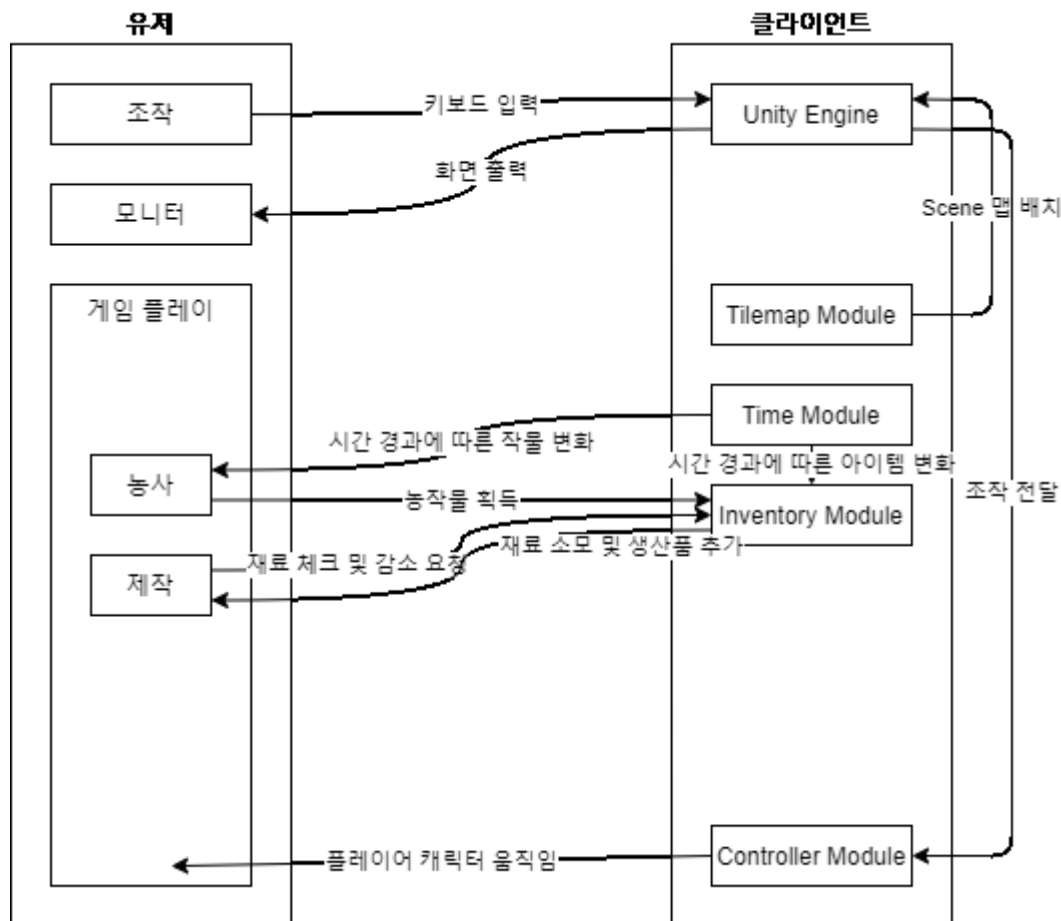 유저
클라이언트
조작
키보드 입력
Unity Engine
화면 출력
모니터
Scene 맵 배치
게임 플레이
Tilemap Module
Time Module
시간 경과에 따른 작물 변화
시간 경과에 따른 아이템 변화
농사
농작물 획득
조작 전달
Inventory Module
재료 소모 및 생산품 추가
재료 체크 및 감소 요청
제작
플레이어 캐릭터 움직임
Controller Module